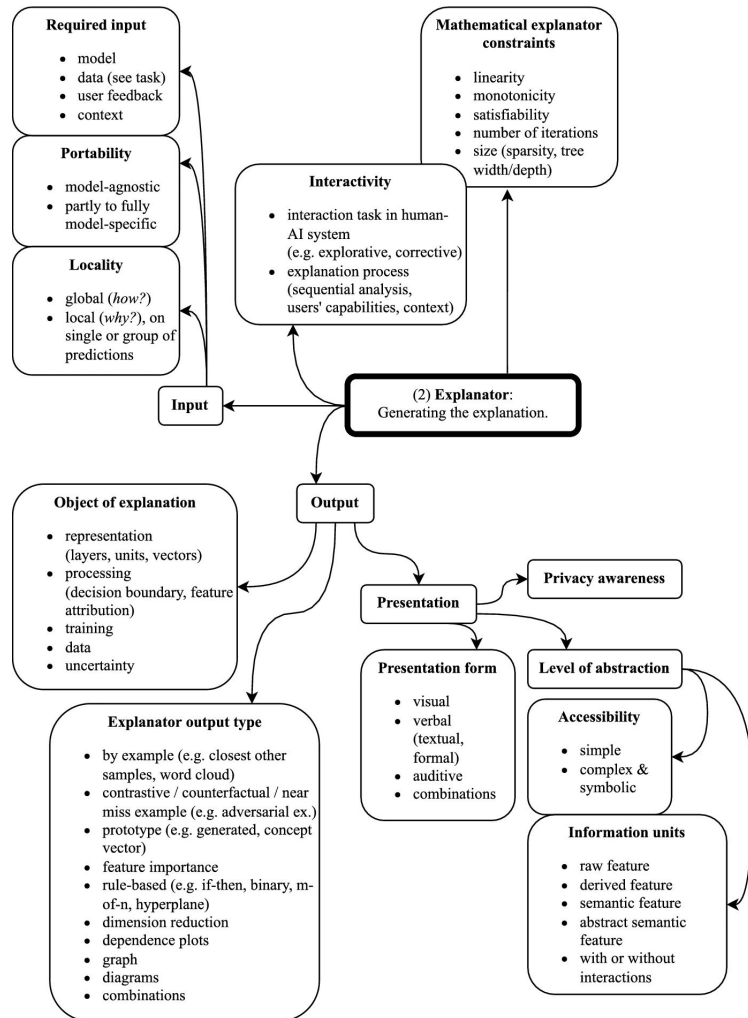 Required input
• model
• data (see task)
• user feedback
• context
Portability
• model-agnostic
• partly to fully
model-specific
Locality
• global (how?)
• local (why?), on
single or group of
predictions
Input
Mathematical explanator
constraints
• linearity
• monotonicity
• satisfiability
• number of iterations
• size (sparsity, tree
width/depth)
Interactivity
• interaction task in human-
AI system
(e.g. explorative, corrective)
• explanation process
(sequential analysis,
users' capabilities, context)
(2) Explanator:
Generating the explanation.
Output
Object of explanation
• representation
(layers, units, vectors)
• processing
(decision boundary, feature
attribution)
• training
• data
• uncertainty
Explanator output type
• by example (e.g. closest other
samples, word cloud)
• contrastive / counterfactual / near
miss example (e.g. adversarial ex.)
• prototype (e.g. generated, concept
vector)
• feature importance
• rule-based (e.g. if-then, binary, m-
of-n, hyperplane)
• dimension reduction
• dependence plots
• graph
• diagrams
• combinations
Presentation
Privacy awareness
Presentation form
• visual
• verbal
(textual,
formal)
• auditive
• combinations
Level of abstraction
Accessibility
• simple
• complex &
symbolic
Information units
• raw feature
• derived feature
• semantic feature
• abstract semantic
feature
• with or without
interactions